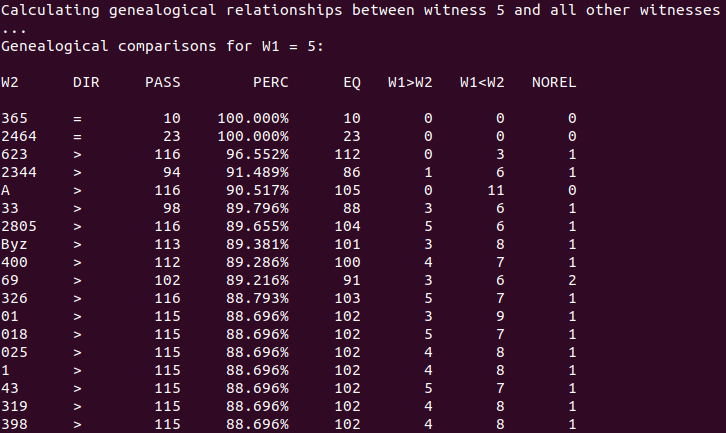 Calculating genealogical relationships between witness 5 and all other witnesses
...
Genealogical comparisons for W1 = 5:
W2 DIR PASS PERC EQ W1>W2 W1<W2 NOREL
365 = 10 100.000% 10 0 0 0
2464 = 23 100.000% 23 0 0 0
623 > 116 96.552% 112 0 3 1
2344 > 94 91.489% 86 1 6 1
A > 116 90.517% 105 0 11 0
33 > 98 89.796% 88 3 6 1
2805 > 116 89.655% 104 5 6 1
Byz > 113 89.381% 101 3 8 1
400 > 112 89.286% 100 4 7 1
69 > 102 89.216% 91 3 6 2
326 > 116 88.793% 103 5 7 1
01 > 115 88.696% 102 3 9 1
018 > 115 88.696% 102 5 7 1
025 > 115 88.696% 102 4 8 1
1 > 115 88.696% 102 4 8 1
43 > 115 88.696% 102 5 7 1
319 > 115 88.696% 102 4 8 1
398 > 115 88.696% 102 4 8 1